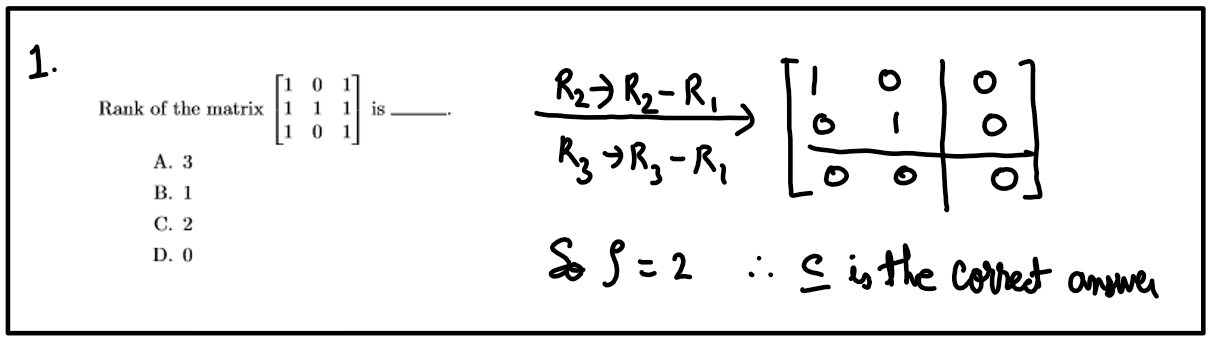 1.
Rank of the matrix [1 0 1; 1 1 1; 1 0 1] is ______.
A. 3
B. 1
C. 2
D. 0
R₂→R₂-R₁
R₃→R₃-R₁
[1 0 0
0 1 0
0 0 0]
So ρ = 2 ∴ C is the correct answer